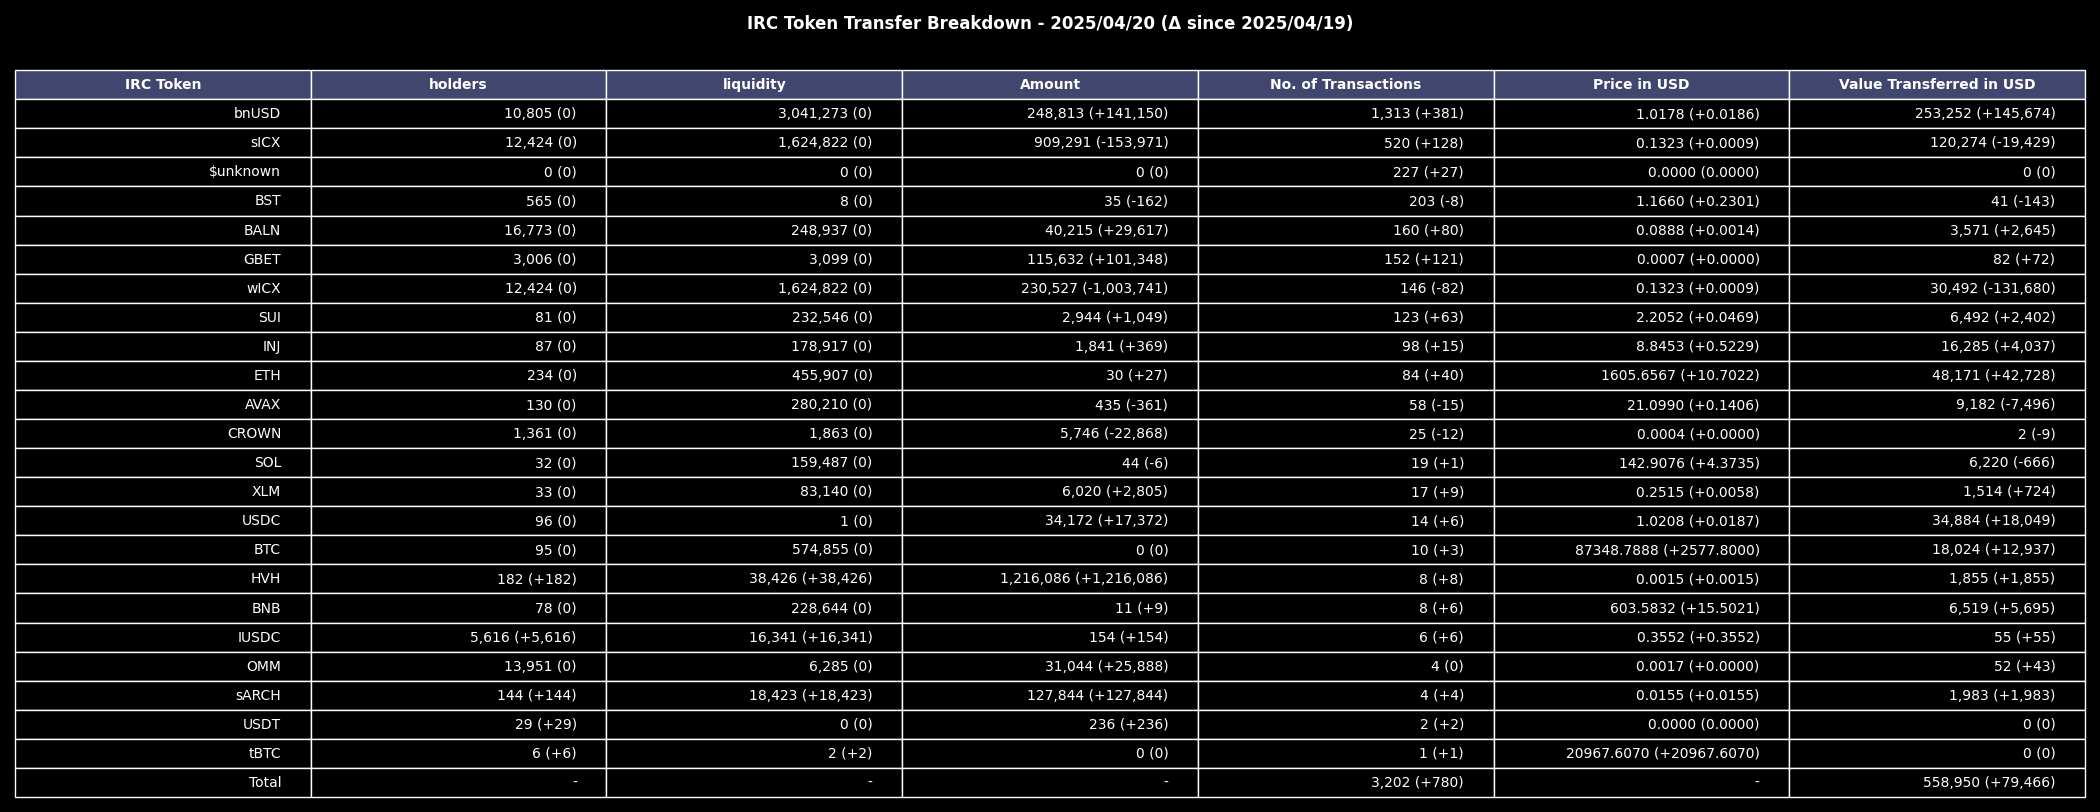 IRC Token Transfer Breakdown - 2025/04/20 (Δ since 2025/04/19)
IRC Token holders liquidity Amount No. of Transactions Price in USD Value Transferred in USD
bnUSD 10,805 (0) 3,041,273 (0) 248,813 (+141,150) 1,313 (+381) 1.0178 (+0.0186) 253,252 (+145,674)
sICX 12,424 (0) 1,624,822 (0) 909,291 (-153,971) 520 (+128) 0.1323 (+0.0009) 120,274 (-19,429)
$unknown 0 (0) 0 (0) 0 (0) 227 (+27) 0.0000 (0.0000) 0 (0)
BST 565 (0) 8 (0) 35 (-162) 203 (-8) 1.1660 (+0.2301) 41 (-143)
BALN 16,773 (0) 248,937 (0) 40,215 (+29,617) 160 (+80) 0.0888 (+0.0014) 3,571 (+2,645)
GBET 3,006 (0) 3,099 (0) 115,632 (+101,348) 152 (+121) 0.0007 (+0.0000) 82 (+72)
wICX 12,424 (0) 1,624,822 (0) 230,527 (-1,003,741) 146 (-82) 0.1323 (+0.0009) 30,492 (-131,680)
SUI 81 (0) 232,546 (0) 2,944 (+1,049) 123 (+63) 2.2052 (+0.0469) 6,492 (+2,402)
INJ 87 (0) 178,917 (0) 1,841 (+369) 98 (+15) 8.8453 (+0.5229) 16,285 (+4,037)
ETH 234 (0) 455,907 (0) 30 (+27) 84 (+40) 1605.6567 (+10.7022) 48,171 (+42,728)
AVAX 130 (0) 280,210 (0) 435 (-361) 58 (-15) 21.0990 (+0.1406) 9,182 (-7,496)
CROWN 1,361 (0) 1,863 (0) 5,746 (-22,868) 25 (-12) 0.0004 (+0.0000) 2 (-9)
SOL 32 (0) 159,487 (0) 44 (-6) 19 (+1) 142.9076 (+4.3735) 6,220 (-666)
XLM 33 (0) 83,140 (0) 6,020 (+2,805) 17 (+9) 0.2515 (+0.0058) 1,514 (+724)
USDC 96 (0) 1 (0) 34,172 (+17,372) 14 (+6) 1.0208 (+0.0187) 34,884 (+18,049)
BTC 95 (0) 574,855 (0) 0 (0) 10 (+3) 87348.7888 (+2577.8000) 18,024 (+12,937)
HVH 182 (+182) 38,426 (+38,426) 1,216,086 (+1,216,086) 8 (+8) 0.0015 (+0.0015) 1,855 (+1,855)
BNB 78 (0) 228,644 (0) 11 (+9) 8 (+6) 603.5832 (+15.5021) 6,519 (+5,695)
IUSDC 5,616 (+5,616) 16,341 (+16,341) 154 (+154) 6 (+6) 0.3552 (+0.3552) 55 (+55)
OMM 13,951 (0) 6,285 (0) 31,044 (+25,888) 4 (0) 0.0017 (+0.0000) 52 (+43)
sARCH 144 (+144) 18,423 (+18,423) 127,844 (+127,844) 4 (+4) 0.0155 (+0.0155) 1,983 (+1,983)
USDT 29 (+29) 0 (0) 236 (+236) 2 (+2) 0.0000 (0.0000) 0 (0)
tBTC 6 (+6) 2 (+2) 0 (0) 1 (+1) 20967.6070 (+20967.6070) 0 (0)
Total - - - 3,202 (+780) - 558,950 (+79,466)